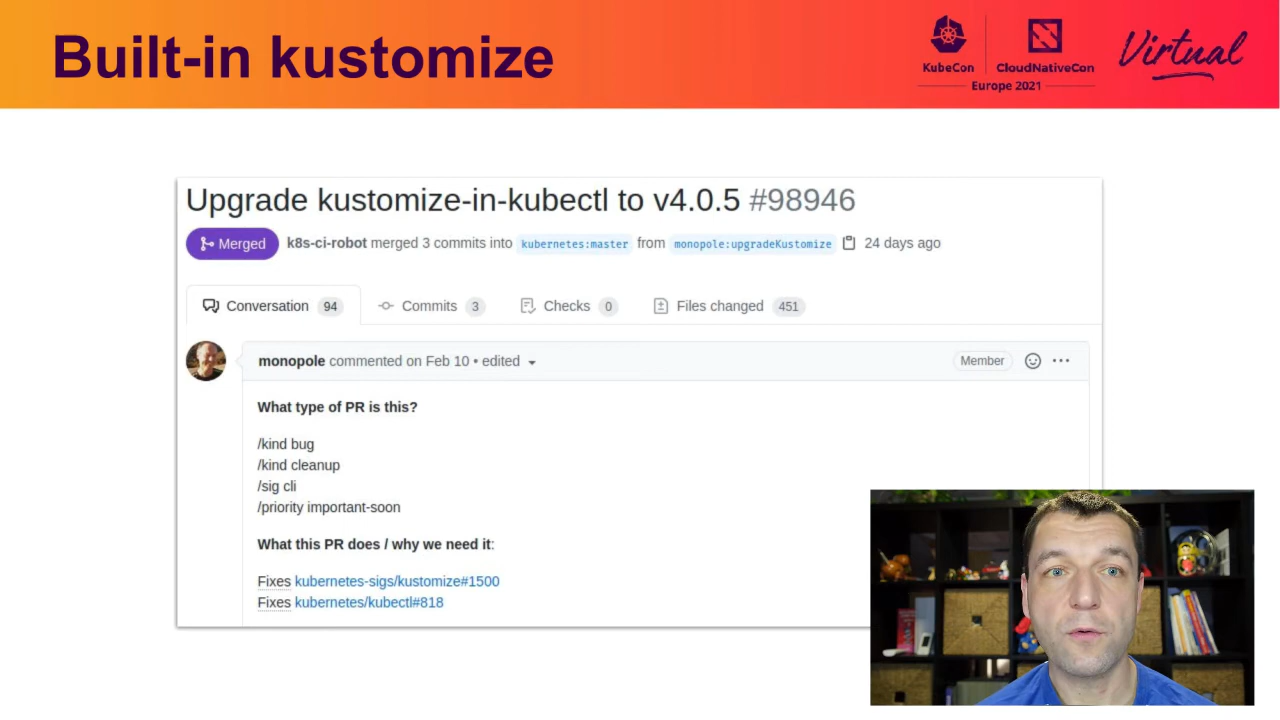 Built-in kustomize
KubeCon
CloudNativeCon
Europe 2021
Virtual
Upgrade kustomize-in-kubectl to v4.0.5 #98946
Merged k8s-ci-robot merged 3 commits into kubernetes:master from monopole:upgradeKustomize 24 days ago
Conversation 94 Commits 3 Checks 0 Files changed 451
monopole commented on Feb 10 • edited Member
What type of PR is this?
/kind bug
/kind cleanup
/sig cli
/priority important-soon
What this PR does / why we need it:
Fixes kubernetes-sigs/kustomize#1500
Fixes kubernetes/kubectl#818